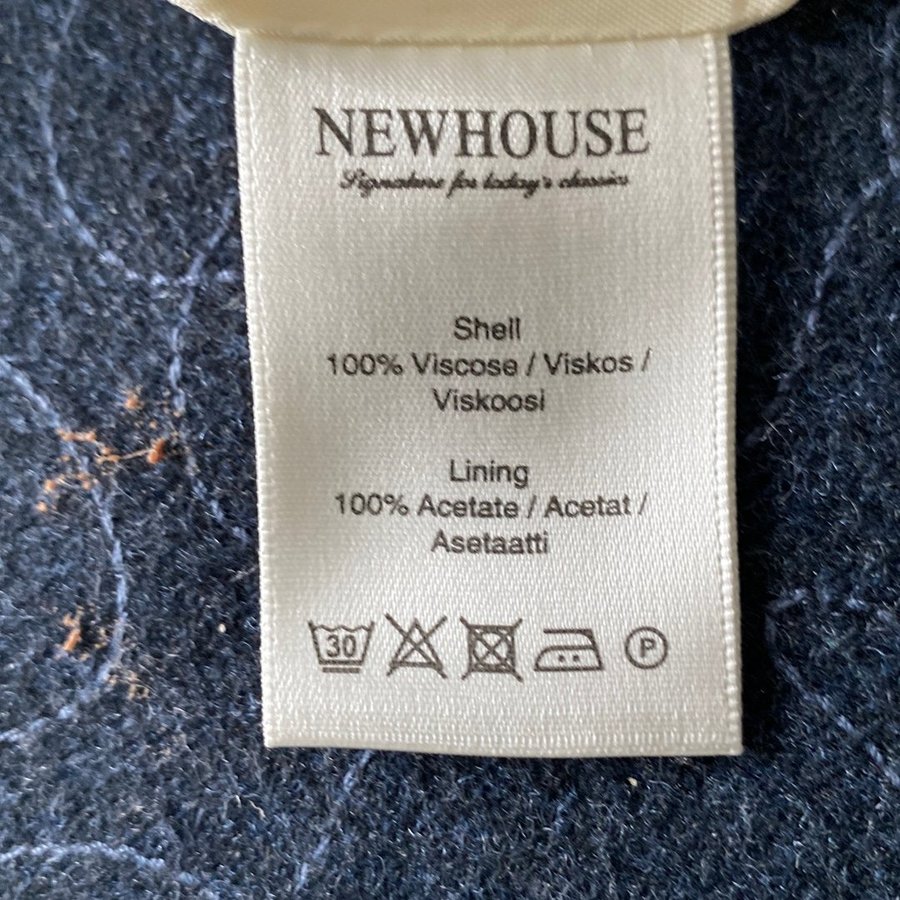 NEWHOUSE
Signature for today's classics
Shell
100% Viscose / Viskos /
Viskoosi
Lining
100% Acetate / Acetat /
Asetaatti
30 P